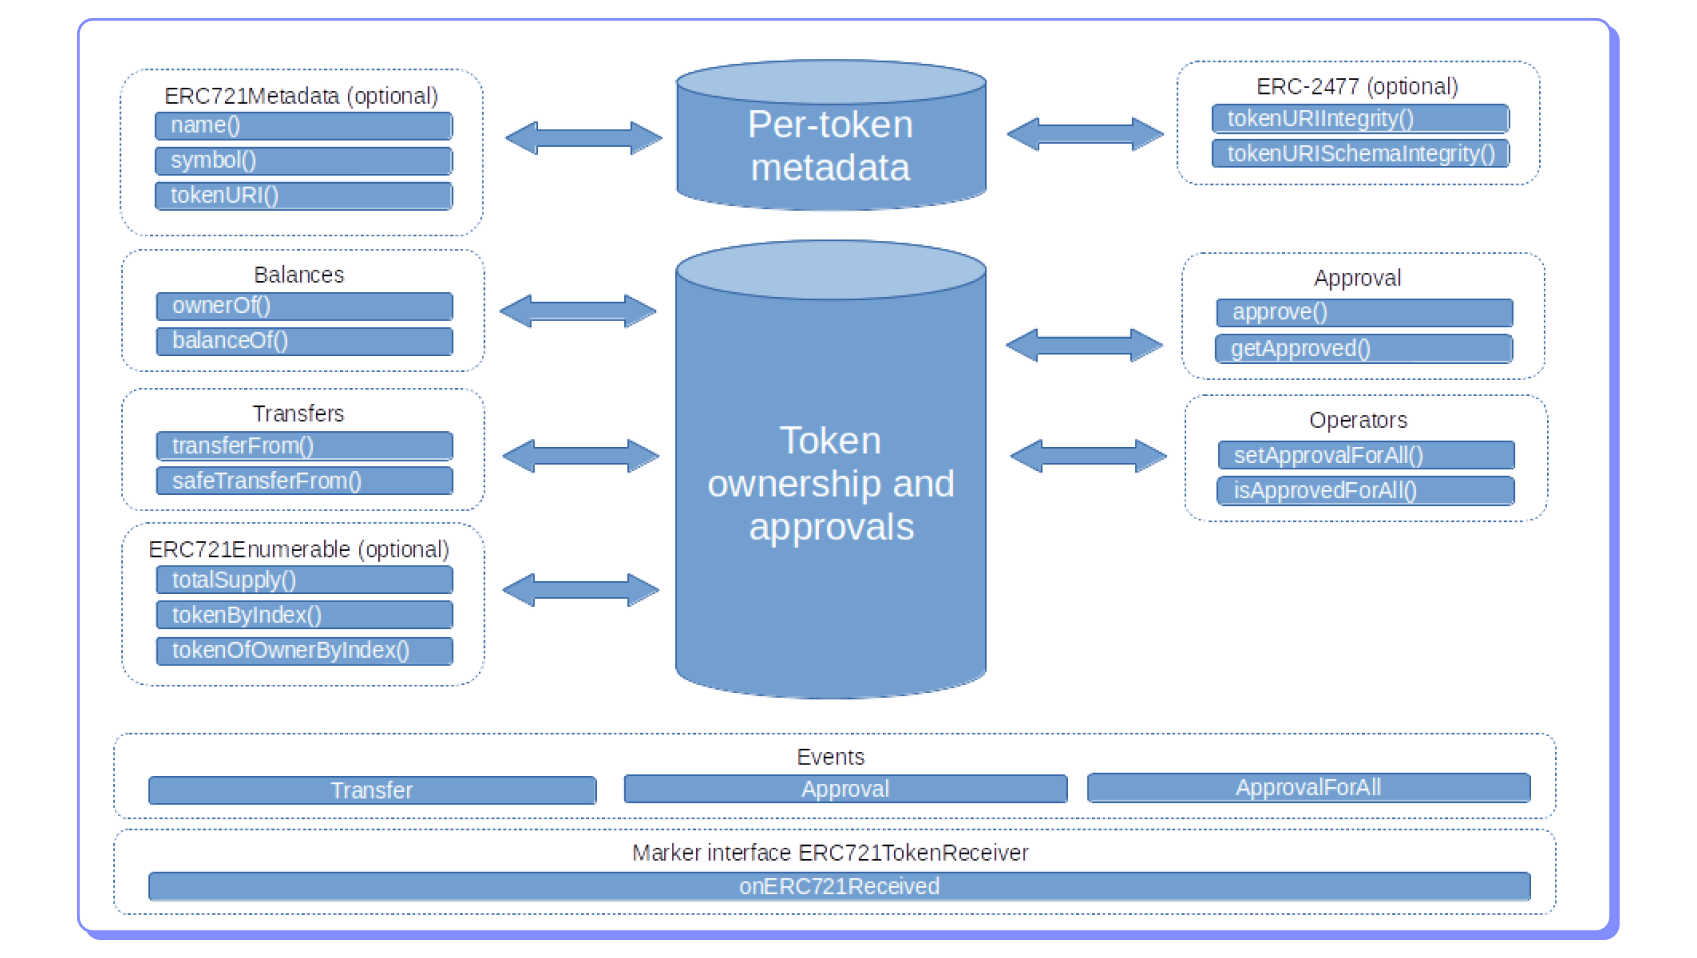 ERC721Metadata (optional)
name()
symbol()
tokenURI()
Per-token
metadata
ERC-2477 (optional)
tokenURIIntegrity()
tokenURISchemaIntegrity()
Balances
ownerOf()
balanceOf()
Transfers
transferFrom()
safeTransferFrom()
ERC721Enumerable (optional)
totalSupply()
tokenByIndex()
tokenOfOwnerByIndex()
Token
ownership and
approvals
Approval
approve()
getApproved()
Operators
setApprovalForAll()
isApprovedForAll()
Events
Transfer
Approval
ApprovalForAll
Marker interface ERC721TokenReceiver
onERC721Received